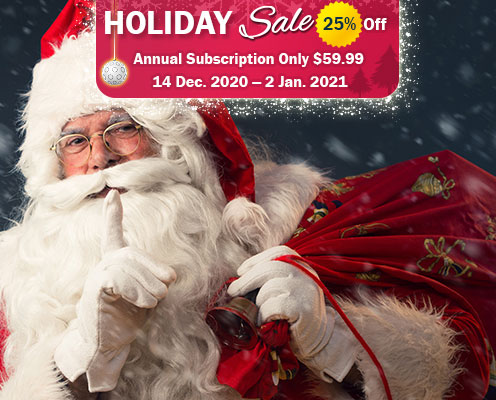 HOLIDAY Sale 25% Off
Annual Subscription Only $59.99
14 Dec. 2020 – 2 Jan. 2021